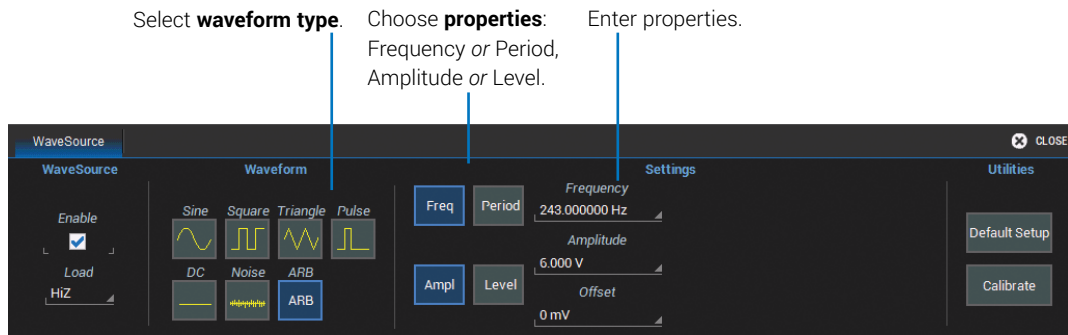 Select waveform type.
Choose properties:
Frequency or Period,
Amplitude or Level.
Enter properties.
WaveSource
CLOSE
WaveSource
Waveform
Settings
Utilities
Enable
Load
HiZ
Sine Square Triangle Pulse
DC Noise ARB
ARB
Freq Period
Frequency
243.000000 Hz
Amplitude
6.000 V
Ampl Level
Offset
0 mV
Default Setup
Calibrate